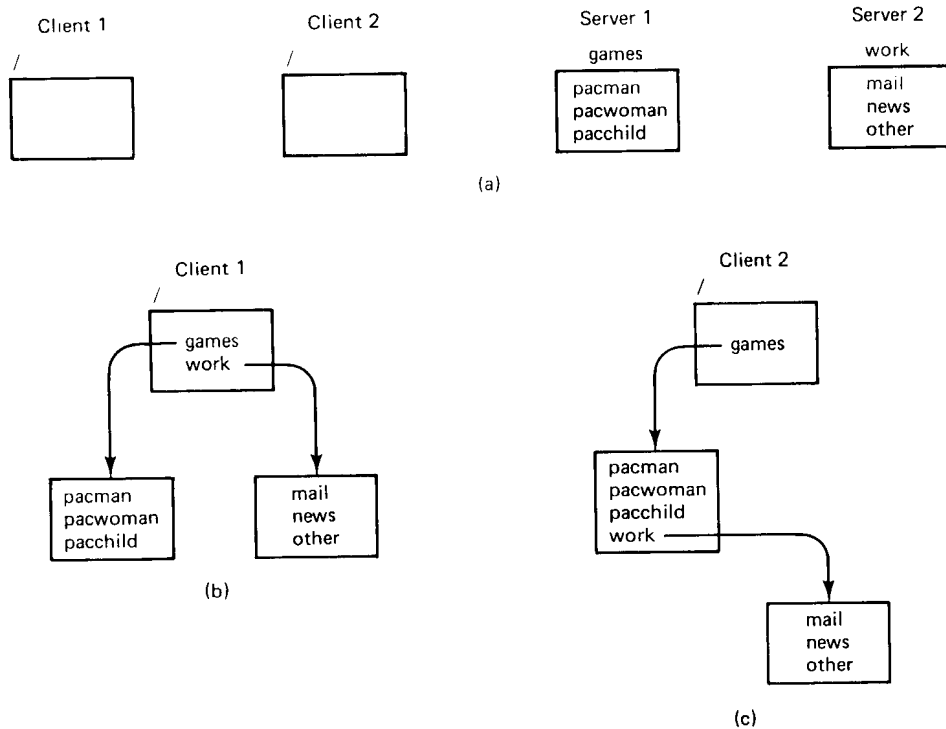 Client 1
Client 2
Server 1
Server 2
/
/
games
work
pacman
pacwoman
pacchild
mail
news
other
(a)
Client 1
/
games
work
pacman
pacwoman
pacchild
mail
news
other
(b)
Client 2
/
games
pacman
pacwoman
pacchild
work
mail
news
other
(c)